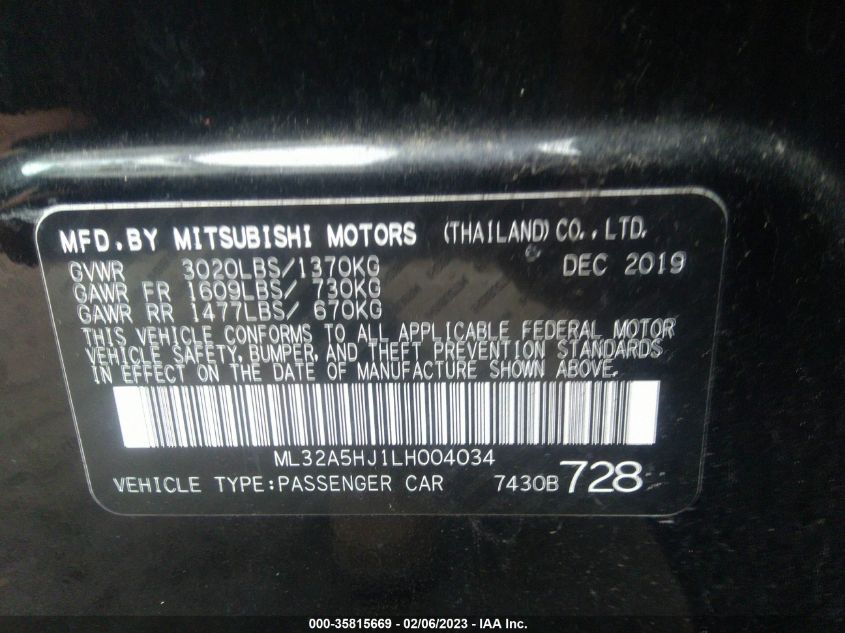 MFD. BY MITSUBISHI MOTORS (THAILAND) CO., LTD.
GVWR 3020LBS/1370KG DEC 2019
GAWR FR 1609LBS/ 730KG
GAWR RR 1477LBS/ 670KG
THIS VEHICLE CONFORMS TO ALL APPLICABLE FEDERAL MOTOR
VEHICLE SAFETY, BUMPER, AND THEFT PREVENTION STANDARDS
IN EFFECT ON THE DATE OF MANUFACTURE SHOWN ABOVE.
ML32A5HJ1LH004034
VEHICLE TYPE:PASSENGER CAR 7430B 728
000-35815669 - 02/06/2023 - IAA Inc.